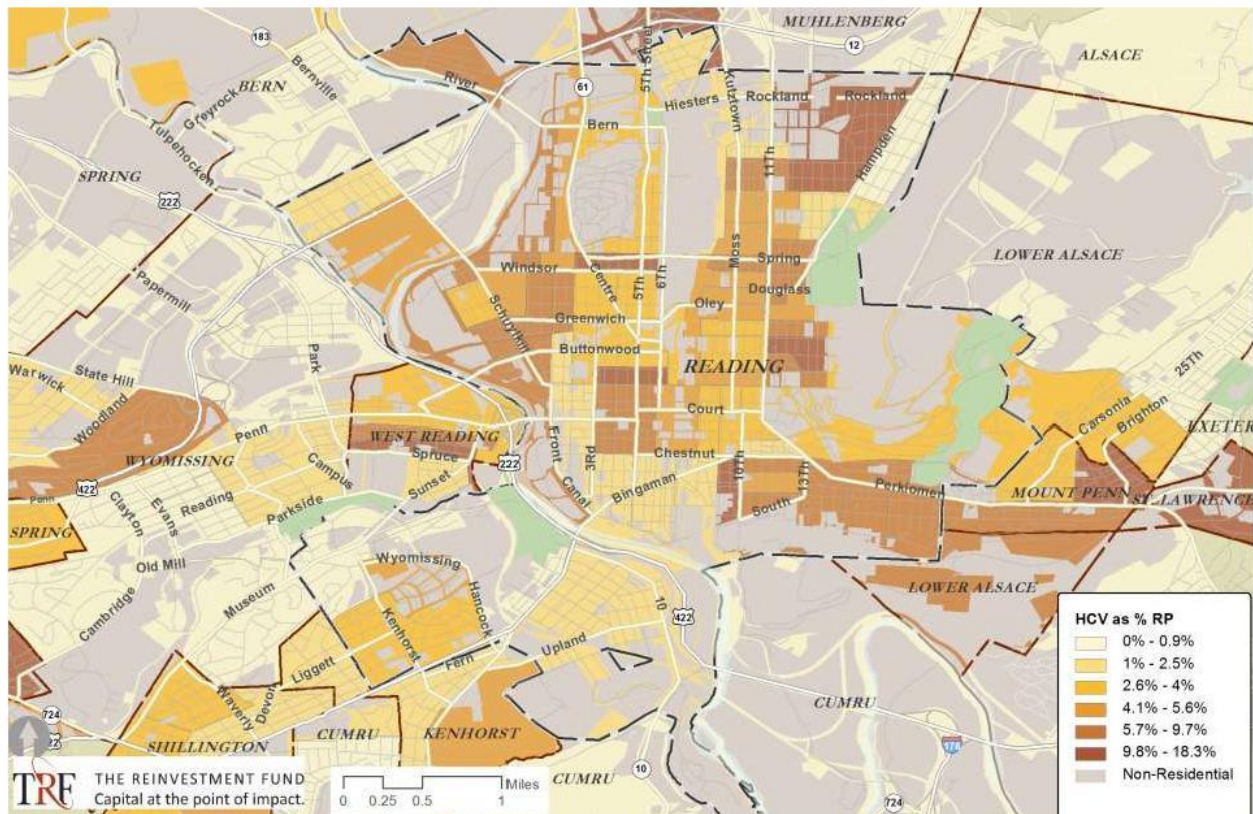 MUHLENBERG
183
12
ALSACE
River
61
5Th Street
Kutztown
BERN
Bernville
Greyrock
Hiesters
Rockland
Rockland
Bern
Tulpehocken
11Th
Hampden
SPRING
222
LOWER ALSACE
Papermill
Windsor
Centre
Moss
Spring
5Th
6Th
Douglass
Oley
Schuylkill
Greenwich
Park
Buttonwood
READING
State Hill
Warwick
Woodland
25Th
Carsonia
Brighton
Court
Penn
WEST READING
Front
3Rd
EXETER
WYOMISSING
Spruce
222
Chestnut
10Th
422
Campus
Sunset
Canal
Bingaman
13Th
Perkiomen
MOUNT PENN
ST. LAWRENCE
Penn
Clayton
Evans
Reading
Parkside
South
SPRING
Old Mill
Wyomissing
LOWER ALSACE
Cambridge
Museum
Hancock
Kenhorst
10
422
Upland
Fern
Liggett
Devon
Waverly
CUMRU
724
22
SHILLINGTON
CUMRU
KENHORST
176
CUMRU
10
724
HCV as % RP
0% - 0.9%
1% - 2.5%
2.6% - 4%
4.1% - 5.6%
5.7% - 9.7%
9.8% - 18.3%
Non-Residential
TRF
THE REINVESTMENT FUND
Capital at the point of impact.
Miles
0 0.25 0.5 1